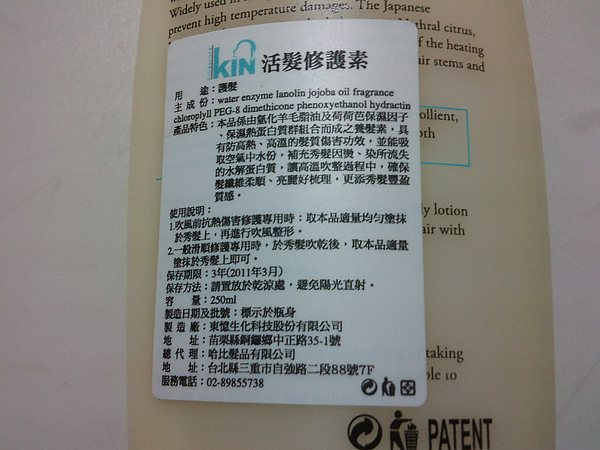 Widely used in
prevent high temperature damages. The Japanese
thral citrus,
of the heating
air stems and
KIN 活髮修護素
用 途：護髮
主成份：water enzyme lanolin jojoba oil fragrance
chloroplyll PEG-8 dimethicone phenoxyethanol hydractin
產品特色：本品係由氫化羊毛脂油及荷荷芭保濕因子
、保濕熱蛋白質群組合而成之養髮素，具
有防高熱、高溫的髮質傷害功效，並能吸
取空氣中水份，補充秀髮因燙、染所流失
的水解蛋白質，讓高溫吹整過程中，確保
髮纖維柔順、亮麗好梳理，更添秀髮豐盈
質感。
使用說明：
1.吹風前抗熱傷害修護專用時：取本品適量均勻塗抹
於秀髮上，再進行吹風整形。
2.一般滑順修護專用時，於秀髮吹乾後，取本品適量
塗抹於秀髮上即可。
保存期限：3年(2011年3月)
保存方法：請置放於乾涼處，避免陽光直射。
容 量：250ml
製造日期及批號：標示於瓶身
製 造 廠：東憶生化科技股份有限公司
地 址：苗栗縣銅鑼鄉中正路35-1號
總 代 理：哈比髮品有限公司
地 址：台北縣三重市自強路二段88號7F
服務電話：02-89855738
ollient,
oth
ly lotion
air with
taking
ble to
PATENT